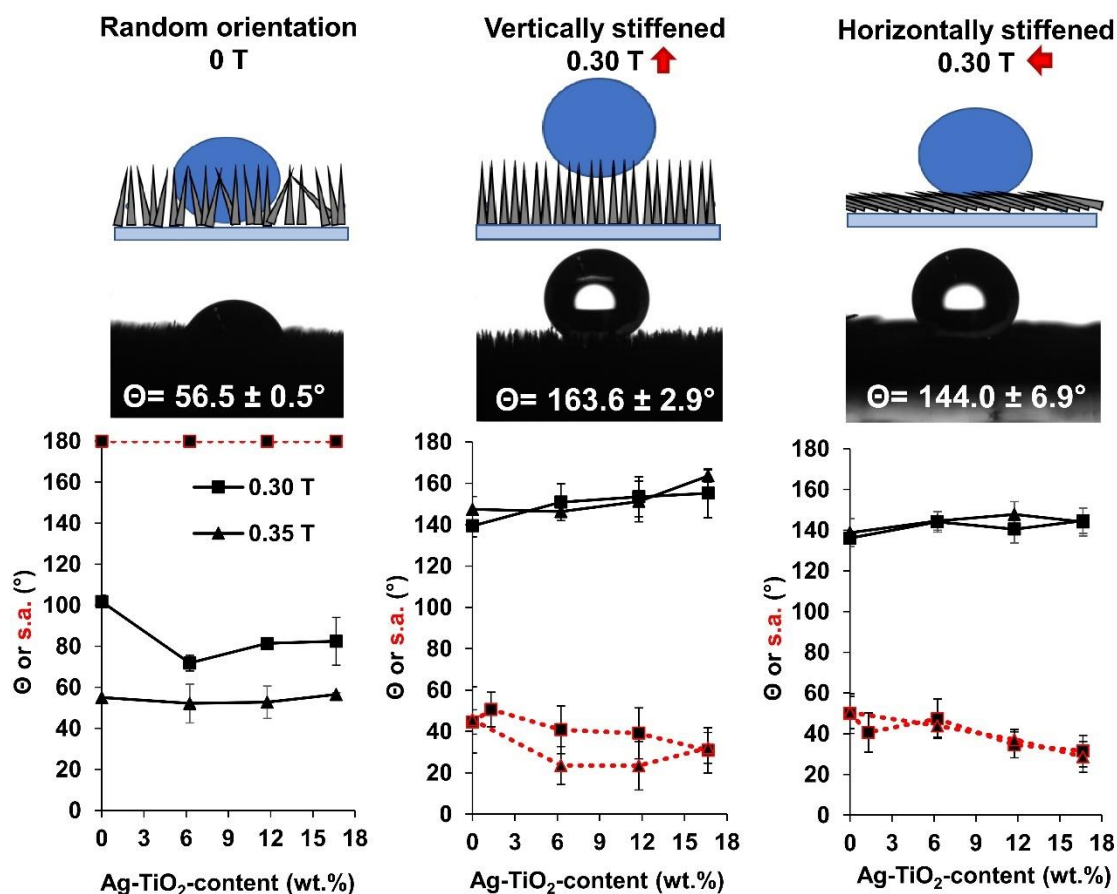 Random orientation
0 T
Vertically stiffened
0.30 T
Horizontally stiffened
0.30 T
Θ= 56.5 ± 0.5°
Θ= 163.6 ± 2.9°
Θ= 144.0 ± 6.9°
Θ or s.a. (°)
180
160
140
120
100
80
60
40
20
0
0.30 T
0.35 T
0 3 6 9 12 15 18
Ag-TiO₂-content (wt.%)
Θ or s.a. (°)
180
160
140
120
100
80
60
40
20
0
0 3 6 9 12 15 18
Ag-TiO₂-content (wt.%)
Θ or s.a. (°)
180
160
140
120
100
80
60
40
20
0
0 3 6 9 12 15 18
Ag-TiO₂-content (wt.%)